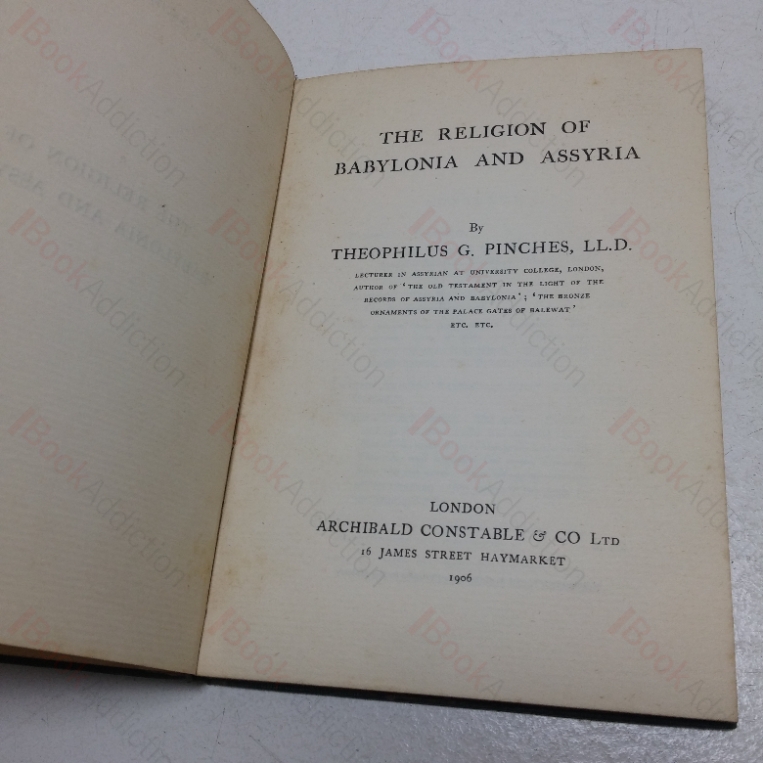 THE RELIGION OF
BABYLONIA AND ASSYRIA
By
THEOPHILUS G. PINCHES, LL.D.
LECTURER IN ASSYRIAN AT UNIVERSITY COLLEGE, LONDON,
AUTHOR OF 'THE OLD TESTAMENT IN THE LIGHT OF THE
RECORDS OF ASSYRIA AND BABYLONIA'; 'THE BRONZE
ORNAMENTS OF THE PALACE GATES OF BALEWAT'
ETC. ETC.
LONDON
ARCHIBALD CONSTABLE & CO LTD
16 JAMES STREET HAYMARKET
1906
BookAddiction